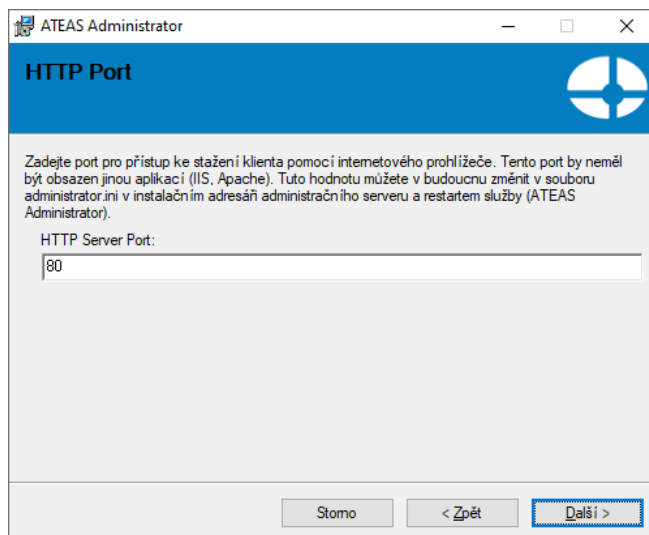 ATEAS Administrator
HTTP Port
Zadejte port pro přístup ke stažení klienta pomocí internetového prohlížeče. Tento port by neměl
být obsazen jinou aplikací (IIS, Apache). Tuto hodnotu můžete v budoucnu změnit v souboru
administrator.ini v instalačním adresáři administračního serveru a restartem služby (ATEAS
Administrator).
HTTP Server Port:
80
Storno
< Zpět
Další >